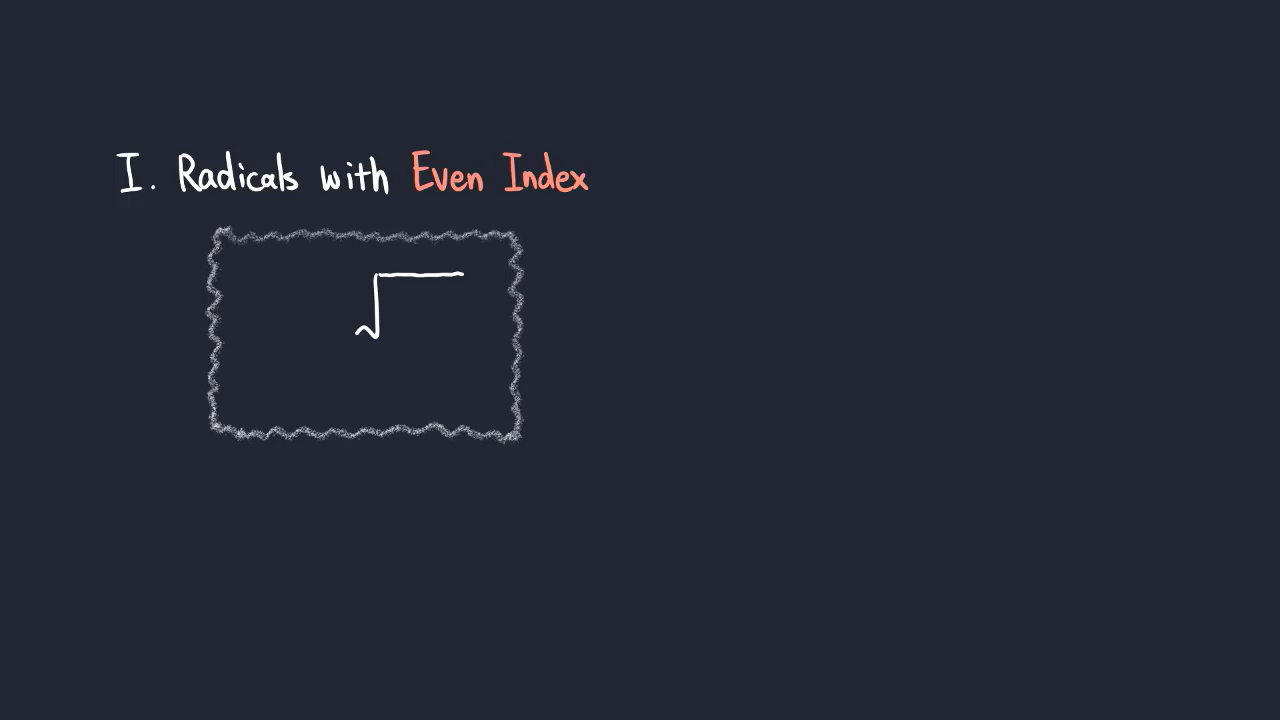 I. Radicals with Even Index
√